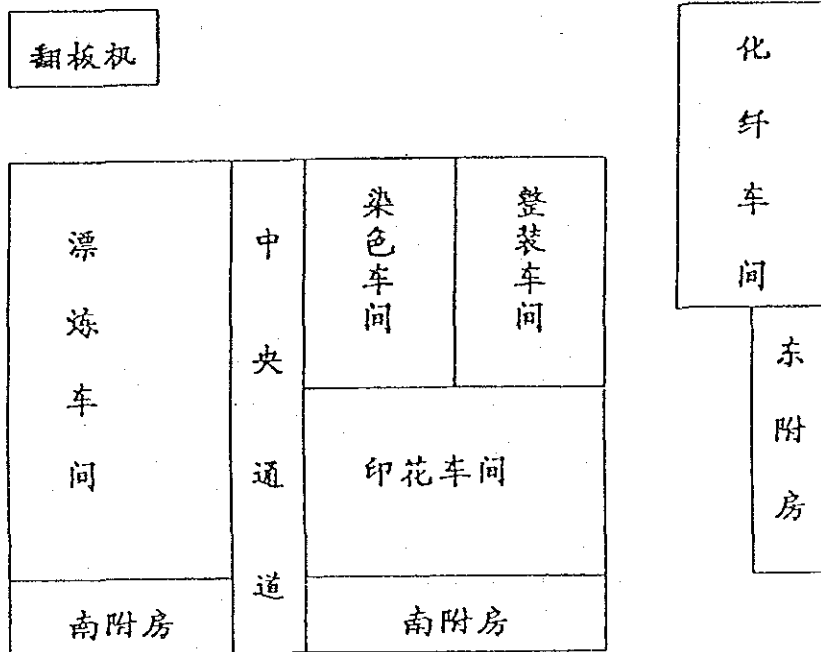 翻板机
化纤车间
漂炼车间
中央通道
染色车间
整装车间
东附房
印花车间
南附房
南附房